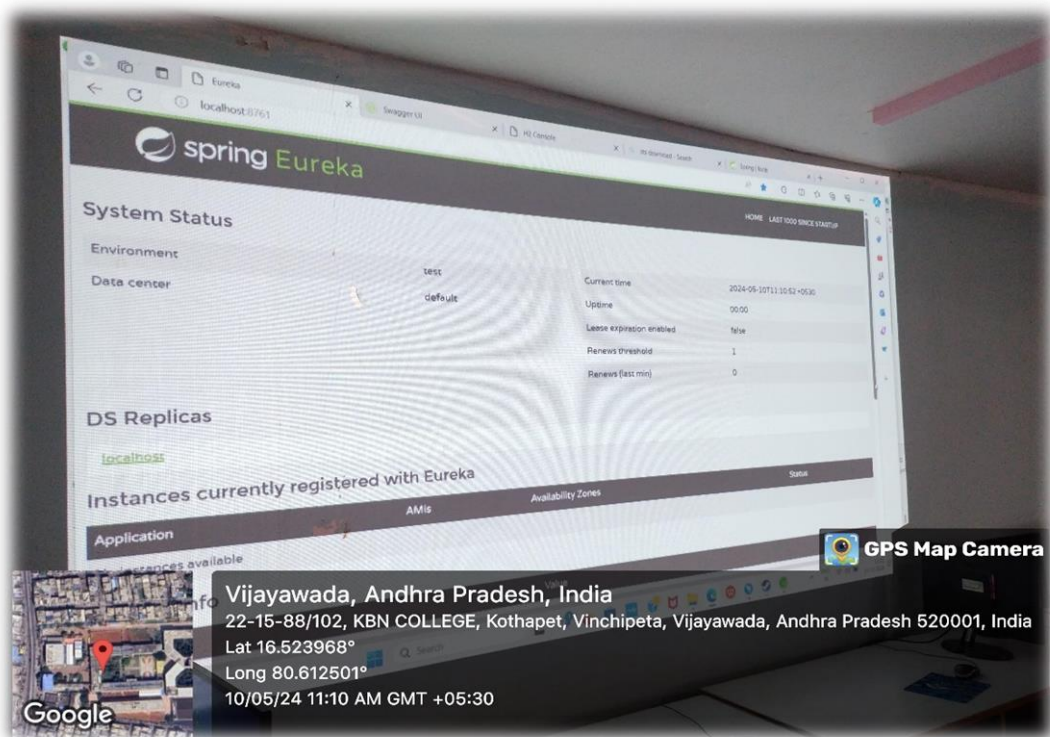 Eureka
Swagger UI
H2 Console
localhost:8761
spring Eureka
HOME LAST 1000 SINCE STARTUP
System Status
Environment test
Data center default
Current time 2024-05-10T11:10:52 +0530
Uptime 00:00
Lease expiration enabled false
Renews threshold 1
Renews (last min) 0
DS Replicas
localhost
Instances currently registered with Eureka
Application AMIs Availability Zones Status
available
Value
Search
GPS Map Camera
Vijayawada, Andhra Pradesh, India
22-15-88/102, KBN COLLEGE, Kothapet, Vinchipeta, Vijayawada, Andhra Pradesh 520001, India
Lat 16.523968°
Long 80.612501°
10/05/24 11:10 AM GMT +05:30
Google